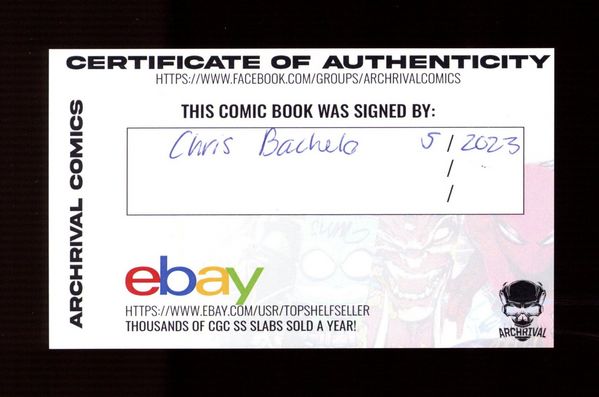 CERTIFICATE OF AUTHENTICITY
HTTPS://WWW.FACEBOOK.COM/GROUPS/ARCHRIVALCOMICS
ARCHRIVAL COMICS
THIS COMIC BOOK WAS SIGNED BY:
Chris Bachelo 5 / 2023
/
/
ebay
HTTPS://WWW.EBAY.COM/USR/TOPSHELFSELLER
THOUSANDS OF CGC SS SLABS SOLD A YEAR!
ARCHRIVAL